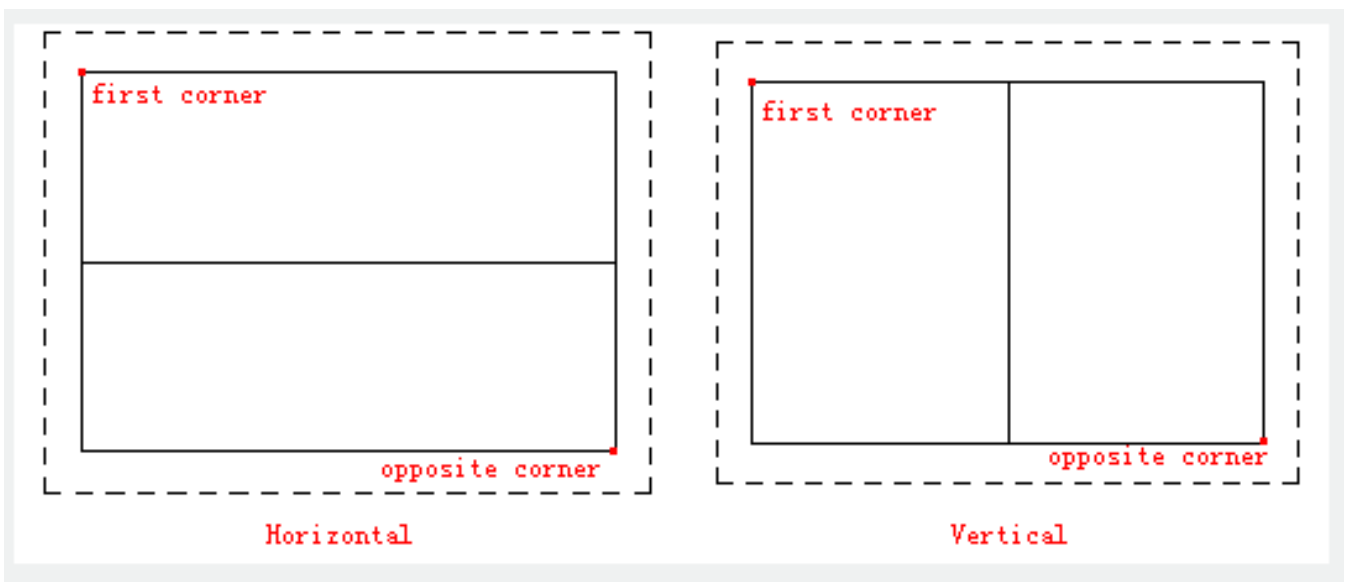 first corner
opposite corner
Horizontal
first corner
opposite corner
Vertical